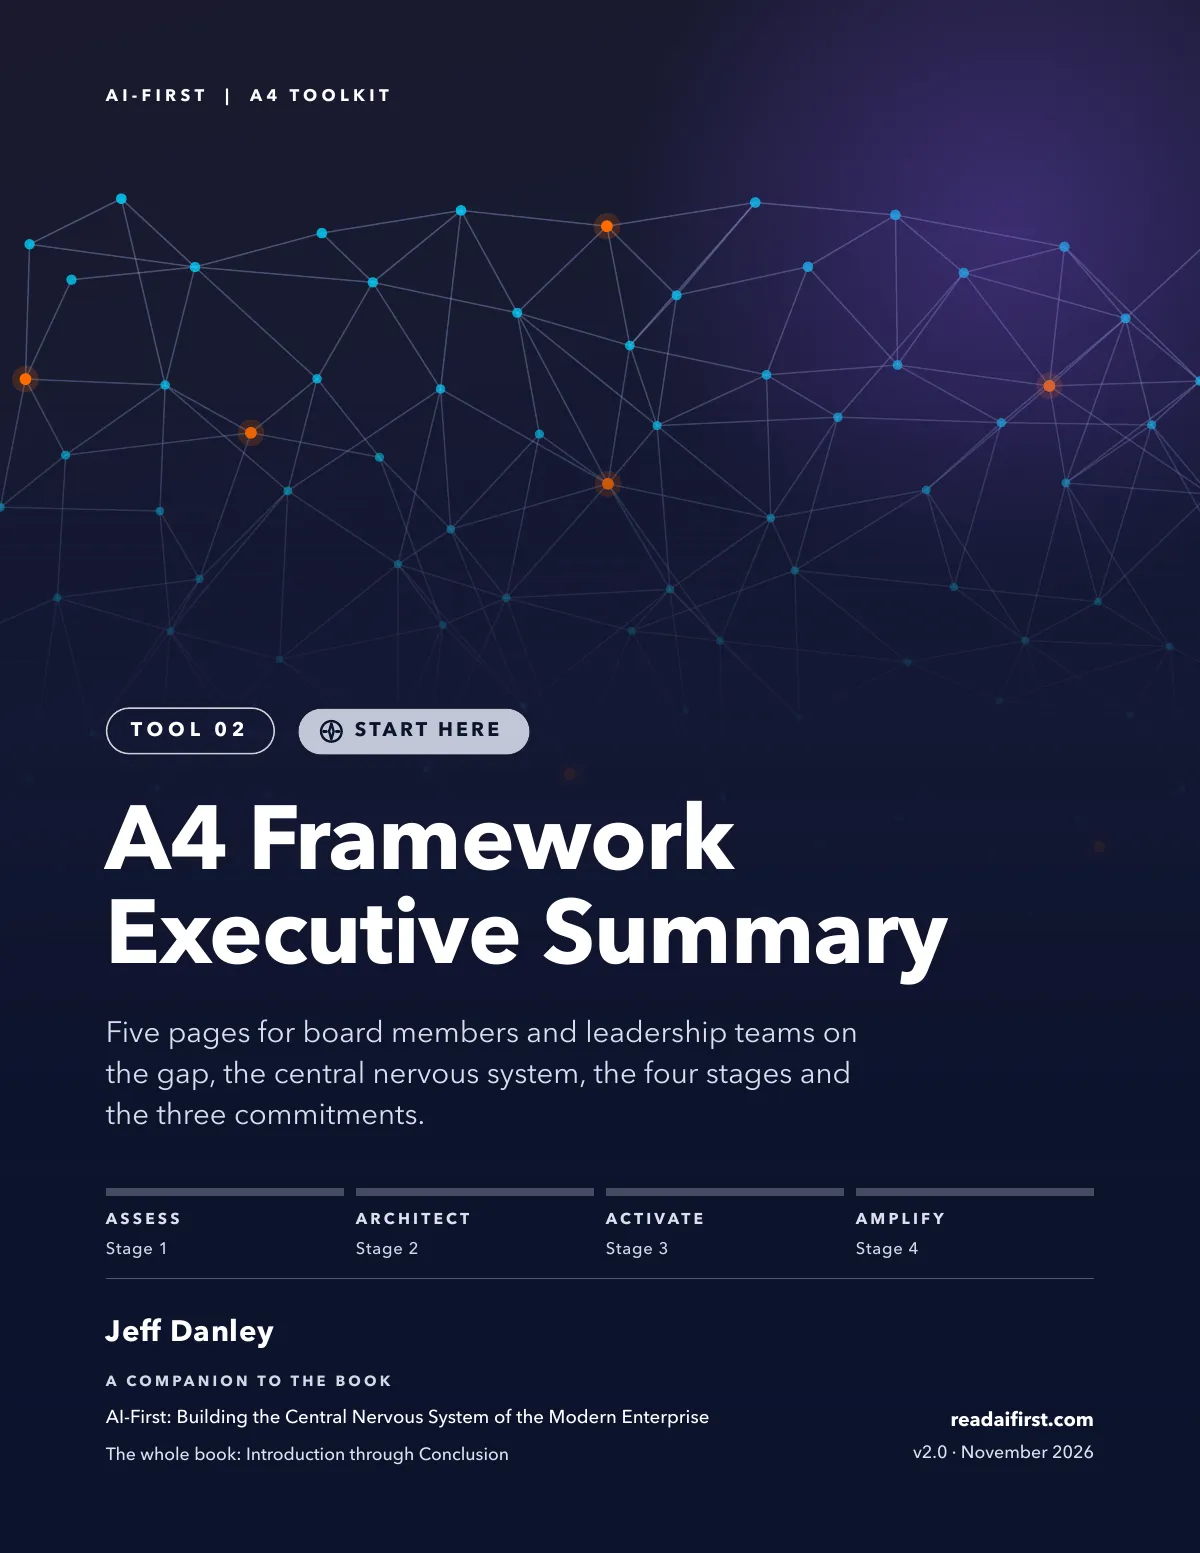 AI-FIRST | A4 TOOLKIT
TOOL 02
START HERE
A4 Framework
Executive Summary
Five pages for board members and leadership teams on
the gap, the central nervous system, the four stages and
the three commitments.
ASSESS
Stage 1
ARCHITECT
Stage 2
ACTIVATE
Stage 3
AMPLIFY
Stage 4
Jeff Danley
A COMPANION TO THE BOOK
AI-First: Building the Central Nervous System of the Modern Enterprise
The whole book: Introduction through Conclusion
readaifirst.com
v2.0 · November 2026